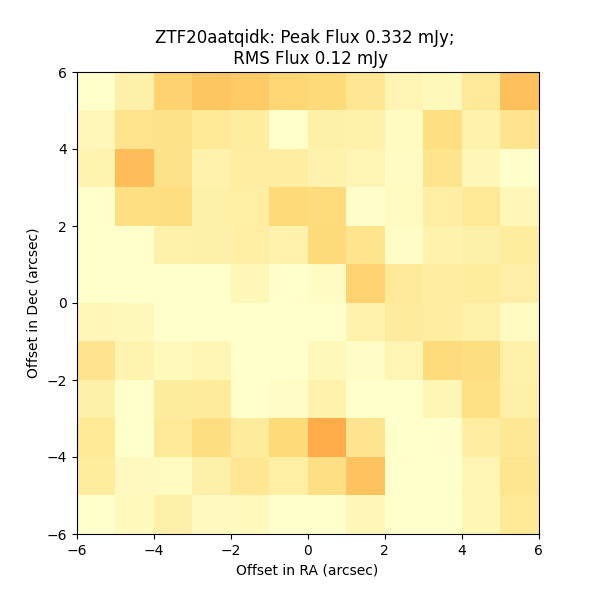 ZTF20aatqidk: Peak Flux 0.332 mJy;
RMS Flux 0.12 mJy
6
4
2
0
−2
−4
−6
Offset in Dec (arcsec)
−6 −4 −2 0 2 4 6
Offset in RA (arcsec)